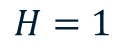 H = 1